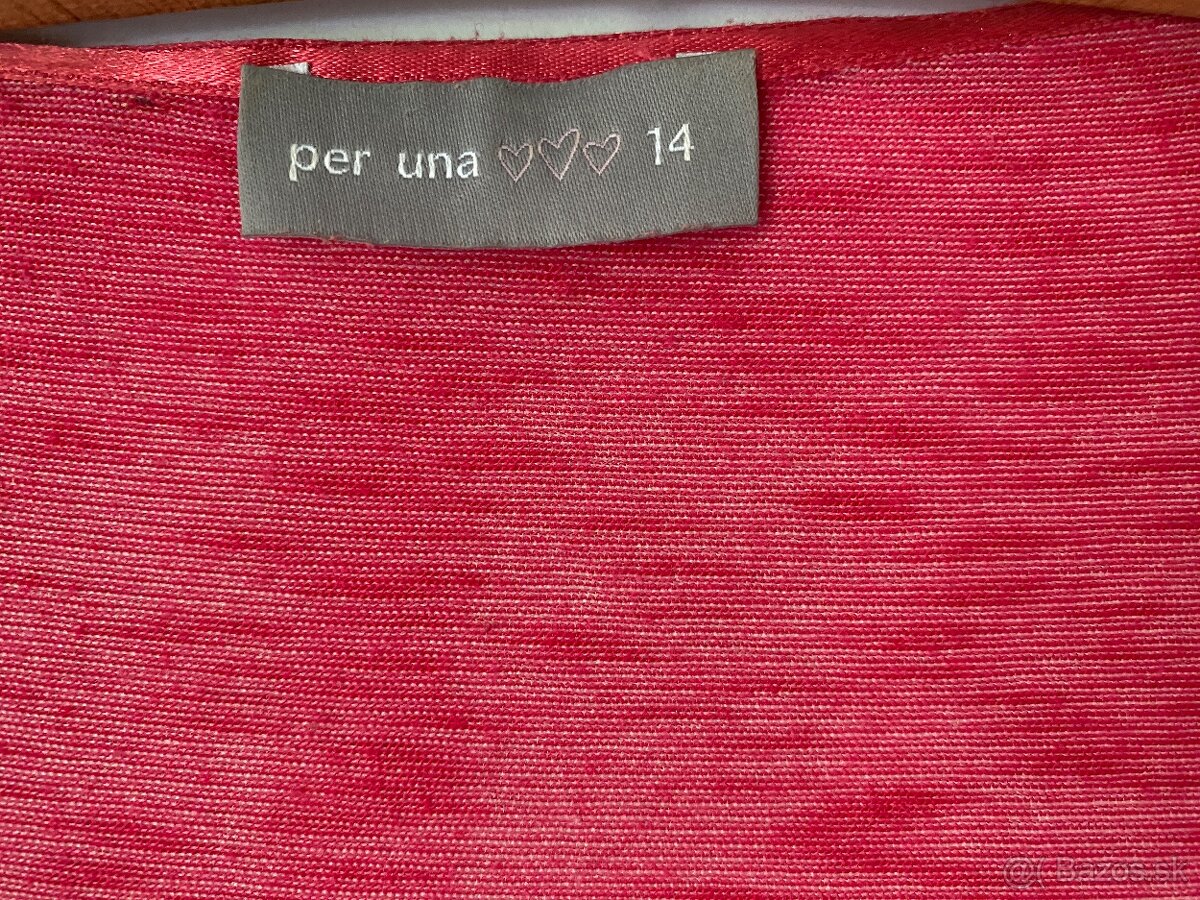 per una ♡♡♡ 14
Bazos.sk